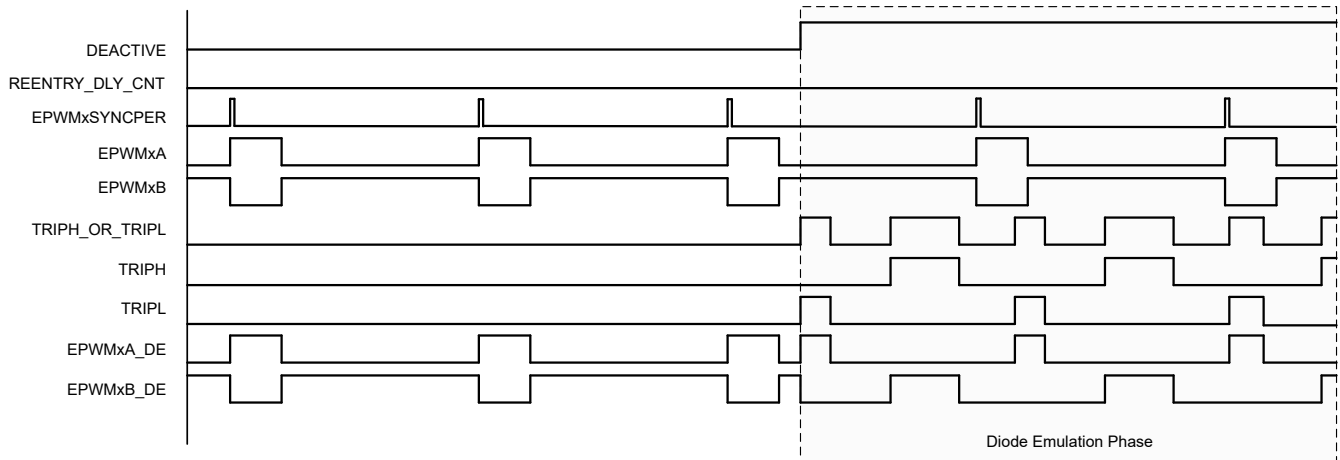 DEACTIVE
REENTRY_DLY_CNT
EPWMxSYNCPER
EPWMxA
EPWMxB
TRIPH_OR_TRIPL
TRIPH
TRIPL
EPWMxA_DE
EPWMxB_DE
Diode Emulation Phase